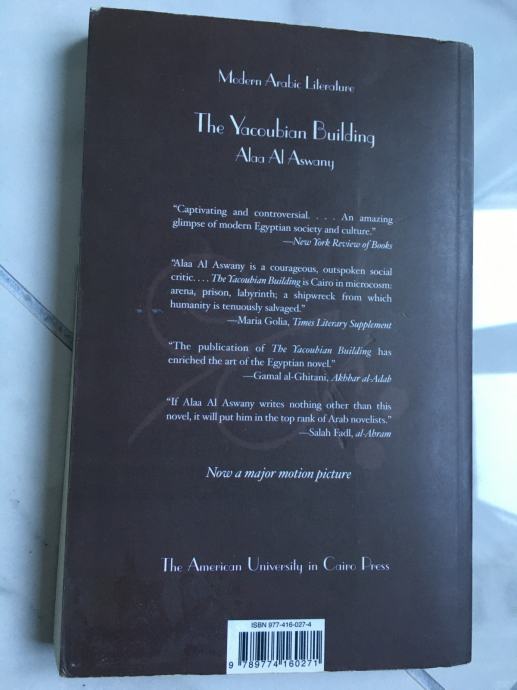 Modern Arabic Literature
The Yacoubian Building
Alaa Al Aswany
“Captivating and controversial. . . . An amazing
glimpse of modern Egyptian society and culture.”
—New York Review of Books
“Alaa Al Aswany is a courageous, outspoken social
critic. . . . The Yacoubian Building is Cairo in microcosm:
arena, prison, labyrinth; a shipwreck from which
humanity is tenuously salvaged.”
—Maria Golia, Times Literary Supplement
“The publication of The Yacoubian Building has
enriched the art of the Egyptian novel.”
—Gamal al-Ghitani, Akhbar al-Adab
“If Alaa Al Aswany writes nothing other than this
novel, it will put him in the top rank of Arab novelists.”
—Salah Fadl, al-Ahram
Now a major motion picture
The American University in Cairo Press
ISBN 977-416-027-4
9 789774 160271